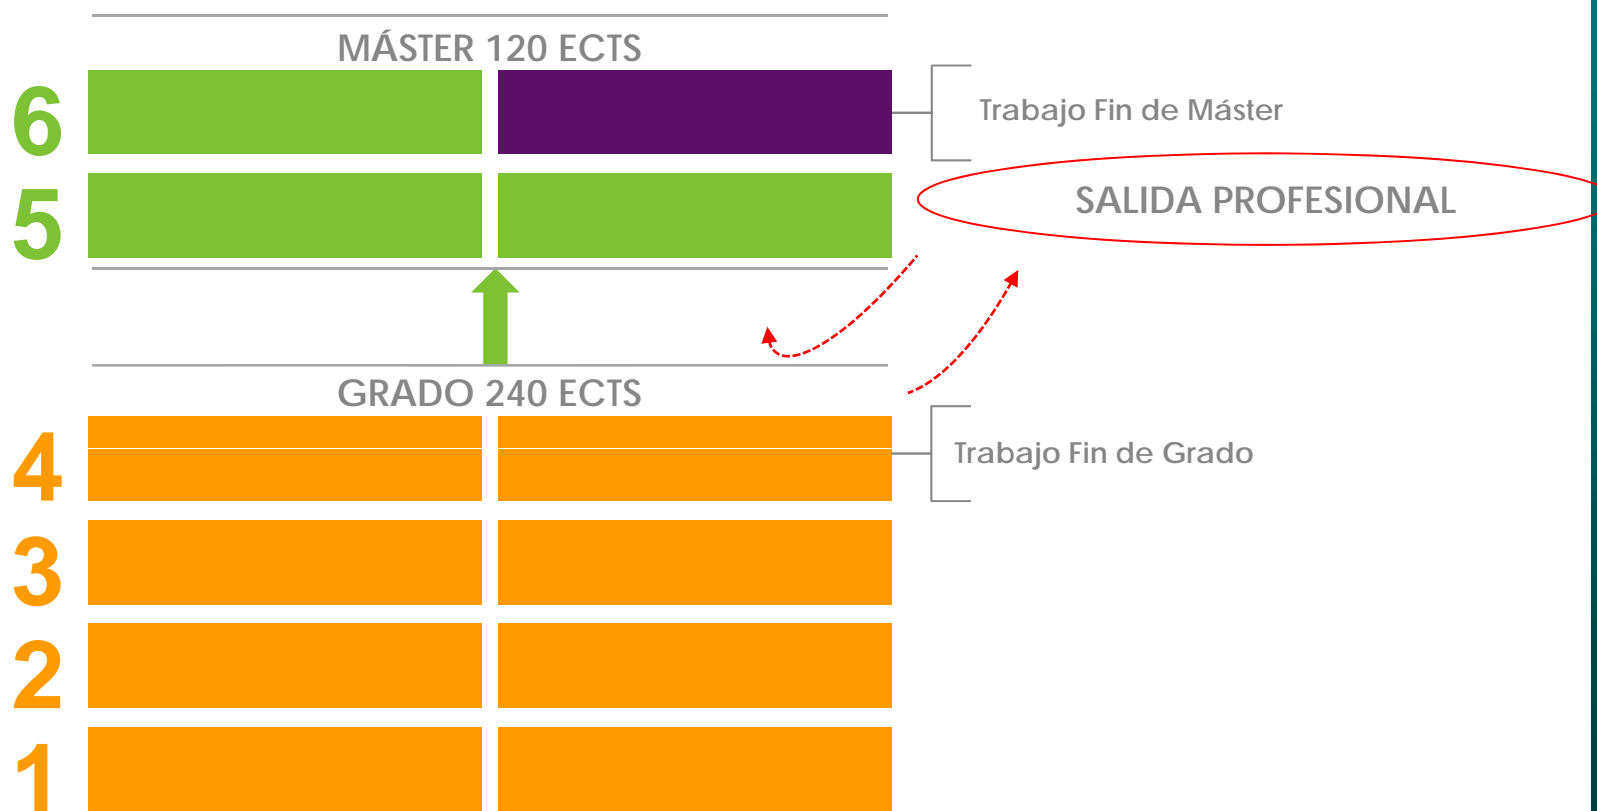 MÁSTER 120 ECTS
6
Trabajo Fin de Máster
5
SALIDA PROFESIONAL
GRADO 240 ECTS
4
Trabajo Fin de Grado
3
2
1